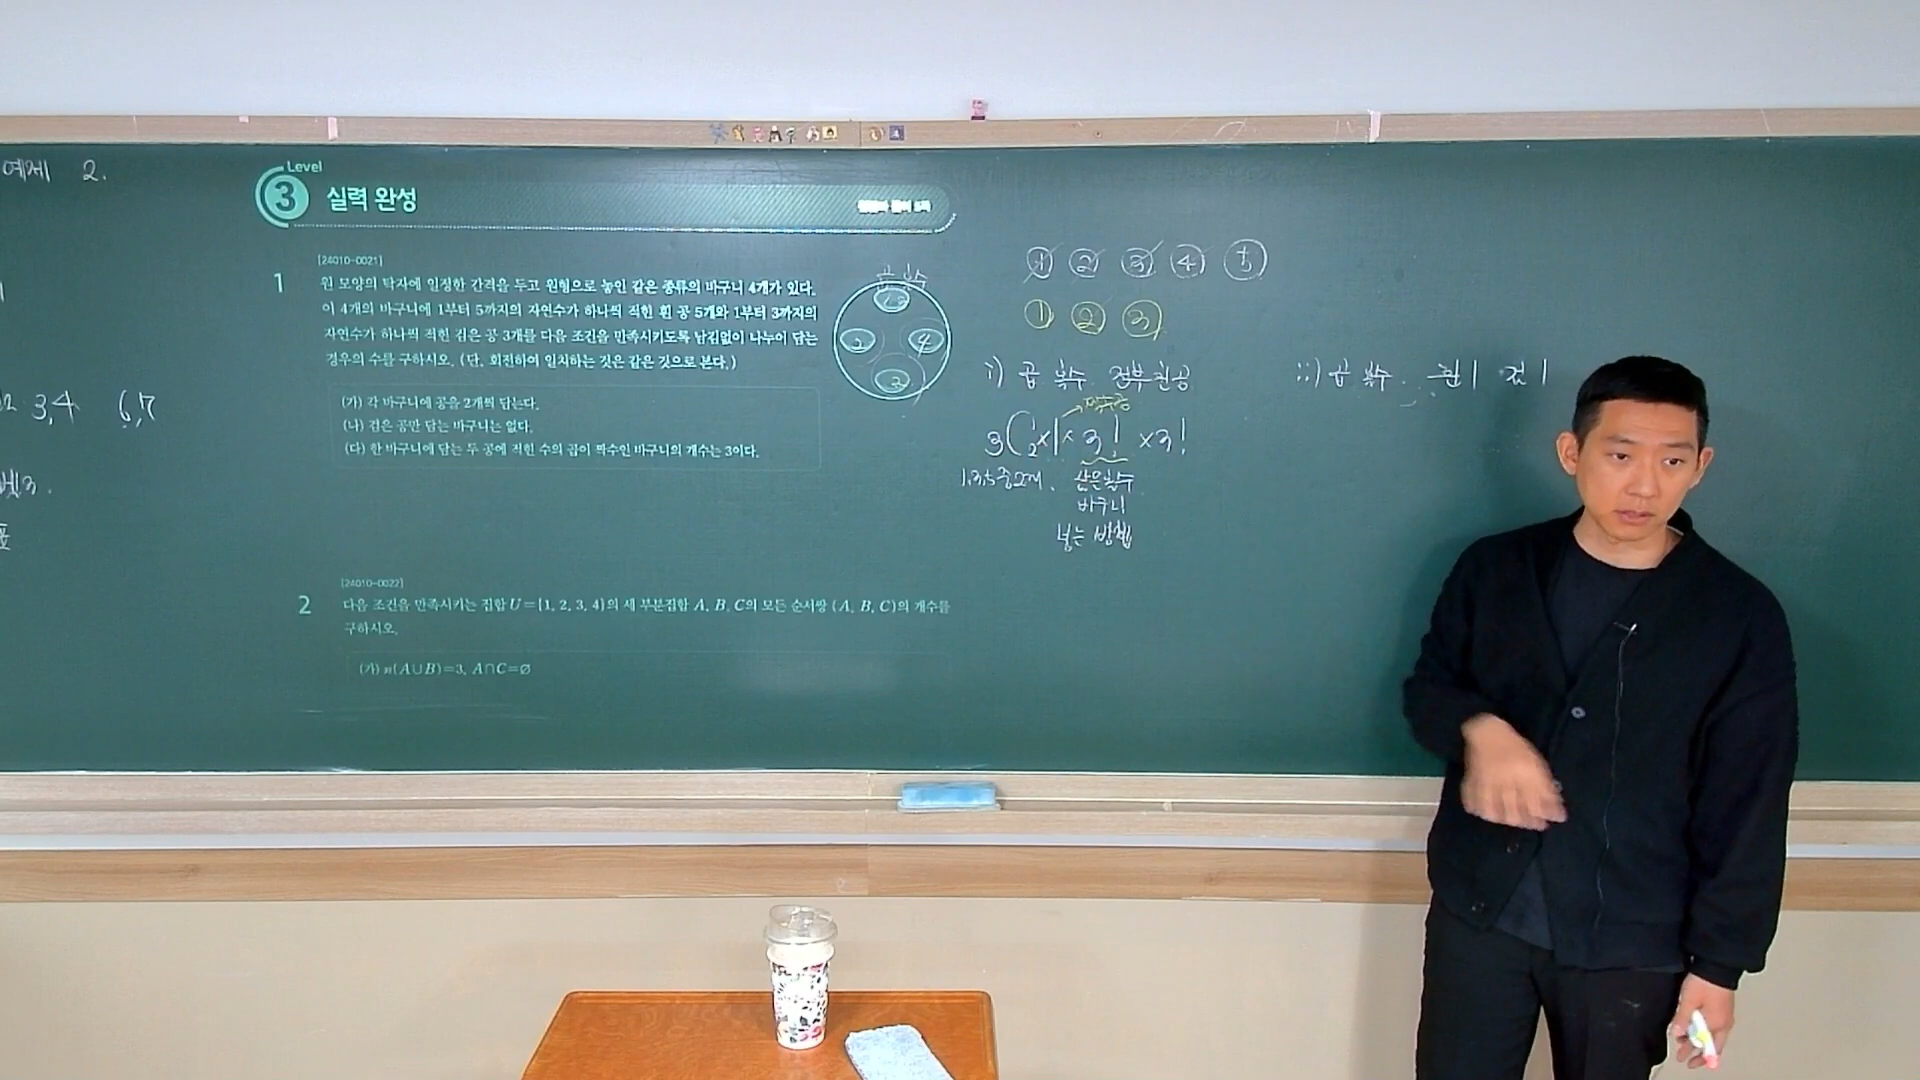 예제 2.
Level
3 실력 완성
[24010-0021]
1 원 모양의 탁자에 일정한 간격을 두고 원형으로 놓인 같은 종류의 바구니 4개가 있다.
이 4개의 바구니에 1부터 5까지의 자연수가 하나씩 적힌 흰 공 5개와 1부터 3까지의
자연수가 하나씩 적힌 검은 공 3개를 다음 조건을 만족시키도록 남김없이 나누어 담는
경우의 수를 구하시오. (단, 회전하여 일치하는 것은 같은 것으로 본다.)
(가) 각 바구니에 공을 2개씩 담는다.
(나) 검은 공만 담는 바구니는 없다.
(다) 한 바구니에 담는 두 공에 적힌 수의 곱이 짝수인 바구니의 개수는 3이다.
[24010-0022]
2 다음 조건을 만족시키는 집합 U={1, 2, 3, 4}의 세 부분집합 A, B, C의 모든 순서쌍 (A, B, C)의 개수를
구하시오.
(가) n(A∪B)=3, A∩C=∅
3,4 6,7
곱 홀수
2 4
① ② ③ ④ ⑤
① ② ③
i) 곱 홀수 전부 흰공
3C2×1×3!×3!
1,3,5중 2개, 남은 짝수
바구니
넣는 방법
ii) 곱 홀수. 흰1 검1